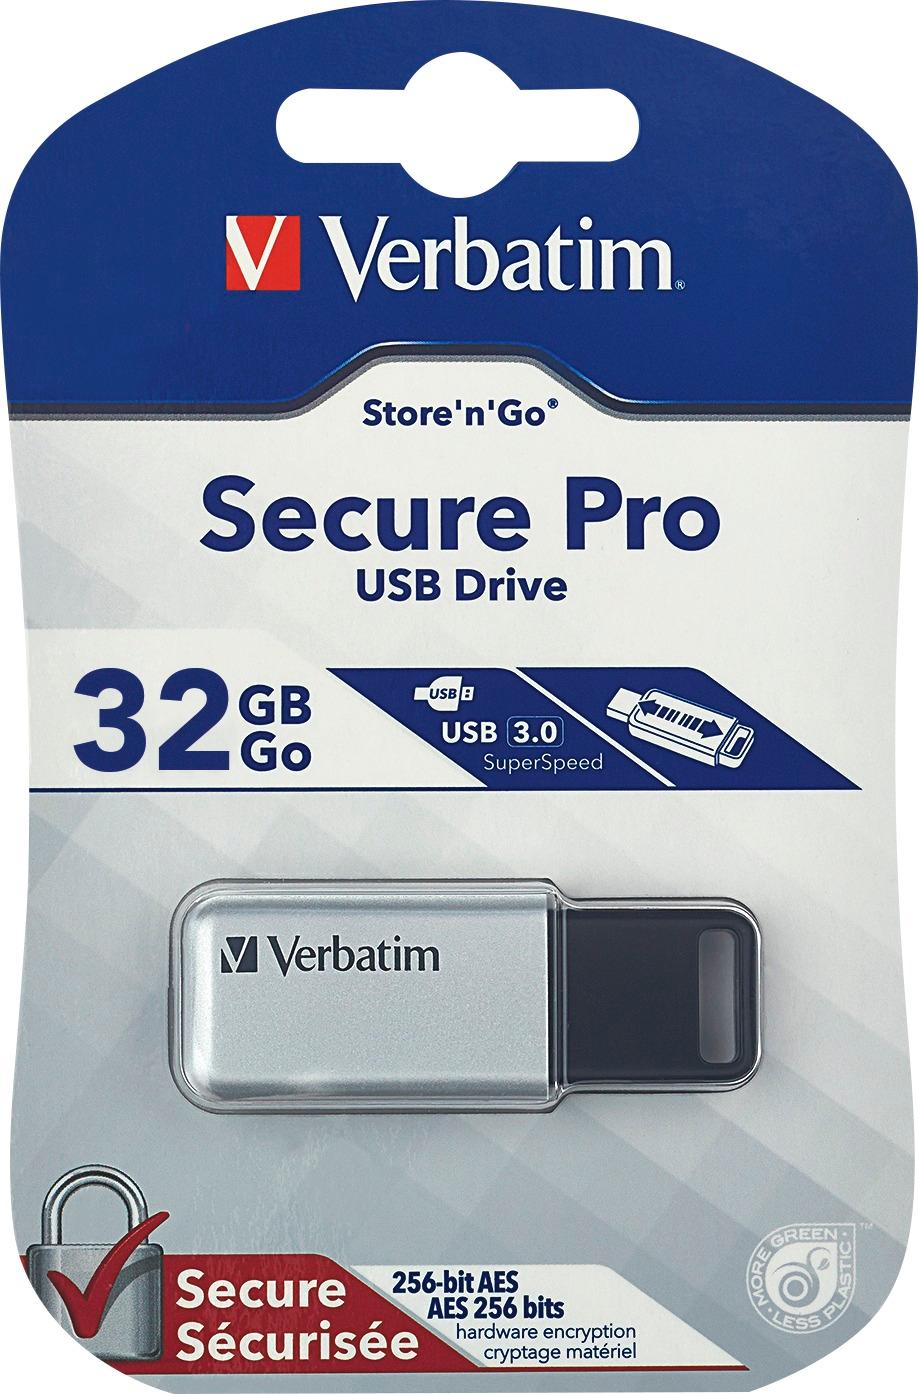 Verbatim®
Store'n'Go®
Secure Pro
USB Drive
32 GB
Go
USB
USB 3.0
SuperSpeed
Verbatim
Secure
Sécurisée
256-bit AES
AES 256 bits
hardware encryption
cryptage matériel
MORE GREEN · LESS PLASTIC · ™